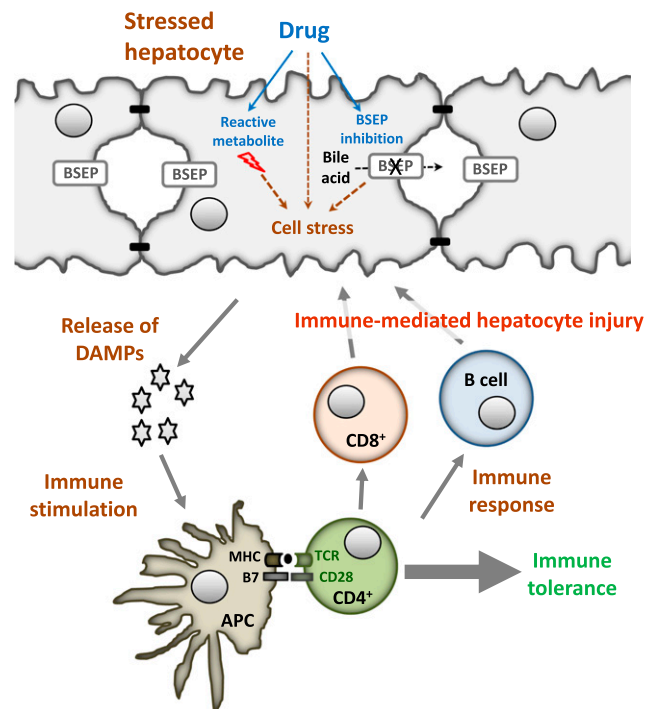 Stressed
hepatocyte
Drug
Reactive
metabolite
BSEP
inhibition
Bile
acid
BSEP
BSEP
BSEP
BSEP
Cell stress
Release of
DAMPs
Immune-mediated hepatocyte injury
CD8+
B cell
Immune
stimulation
Immune
response
MHC
TCR
B7
CD28
APC
CD4+
Immune
tolerance